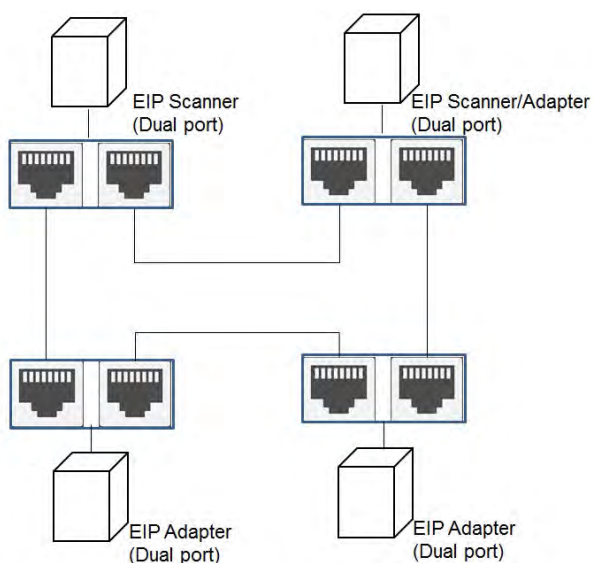 EIP Scanner
(Dual port)
EIP Scanner/Adapter
(Dual port)
EIP Adapter
(Dual port)
EIP Adapter
(Dual port)